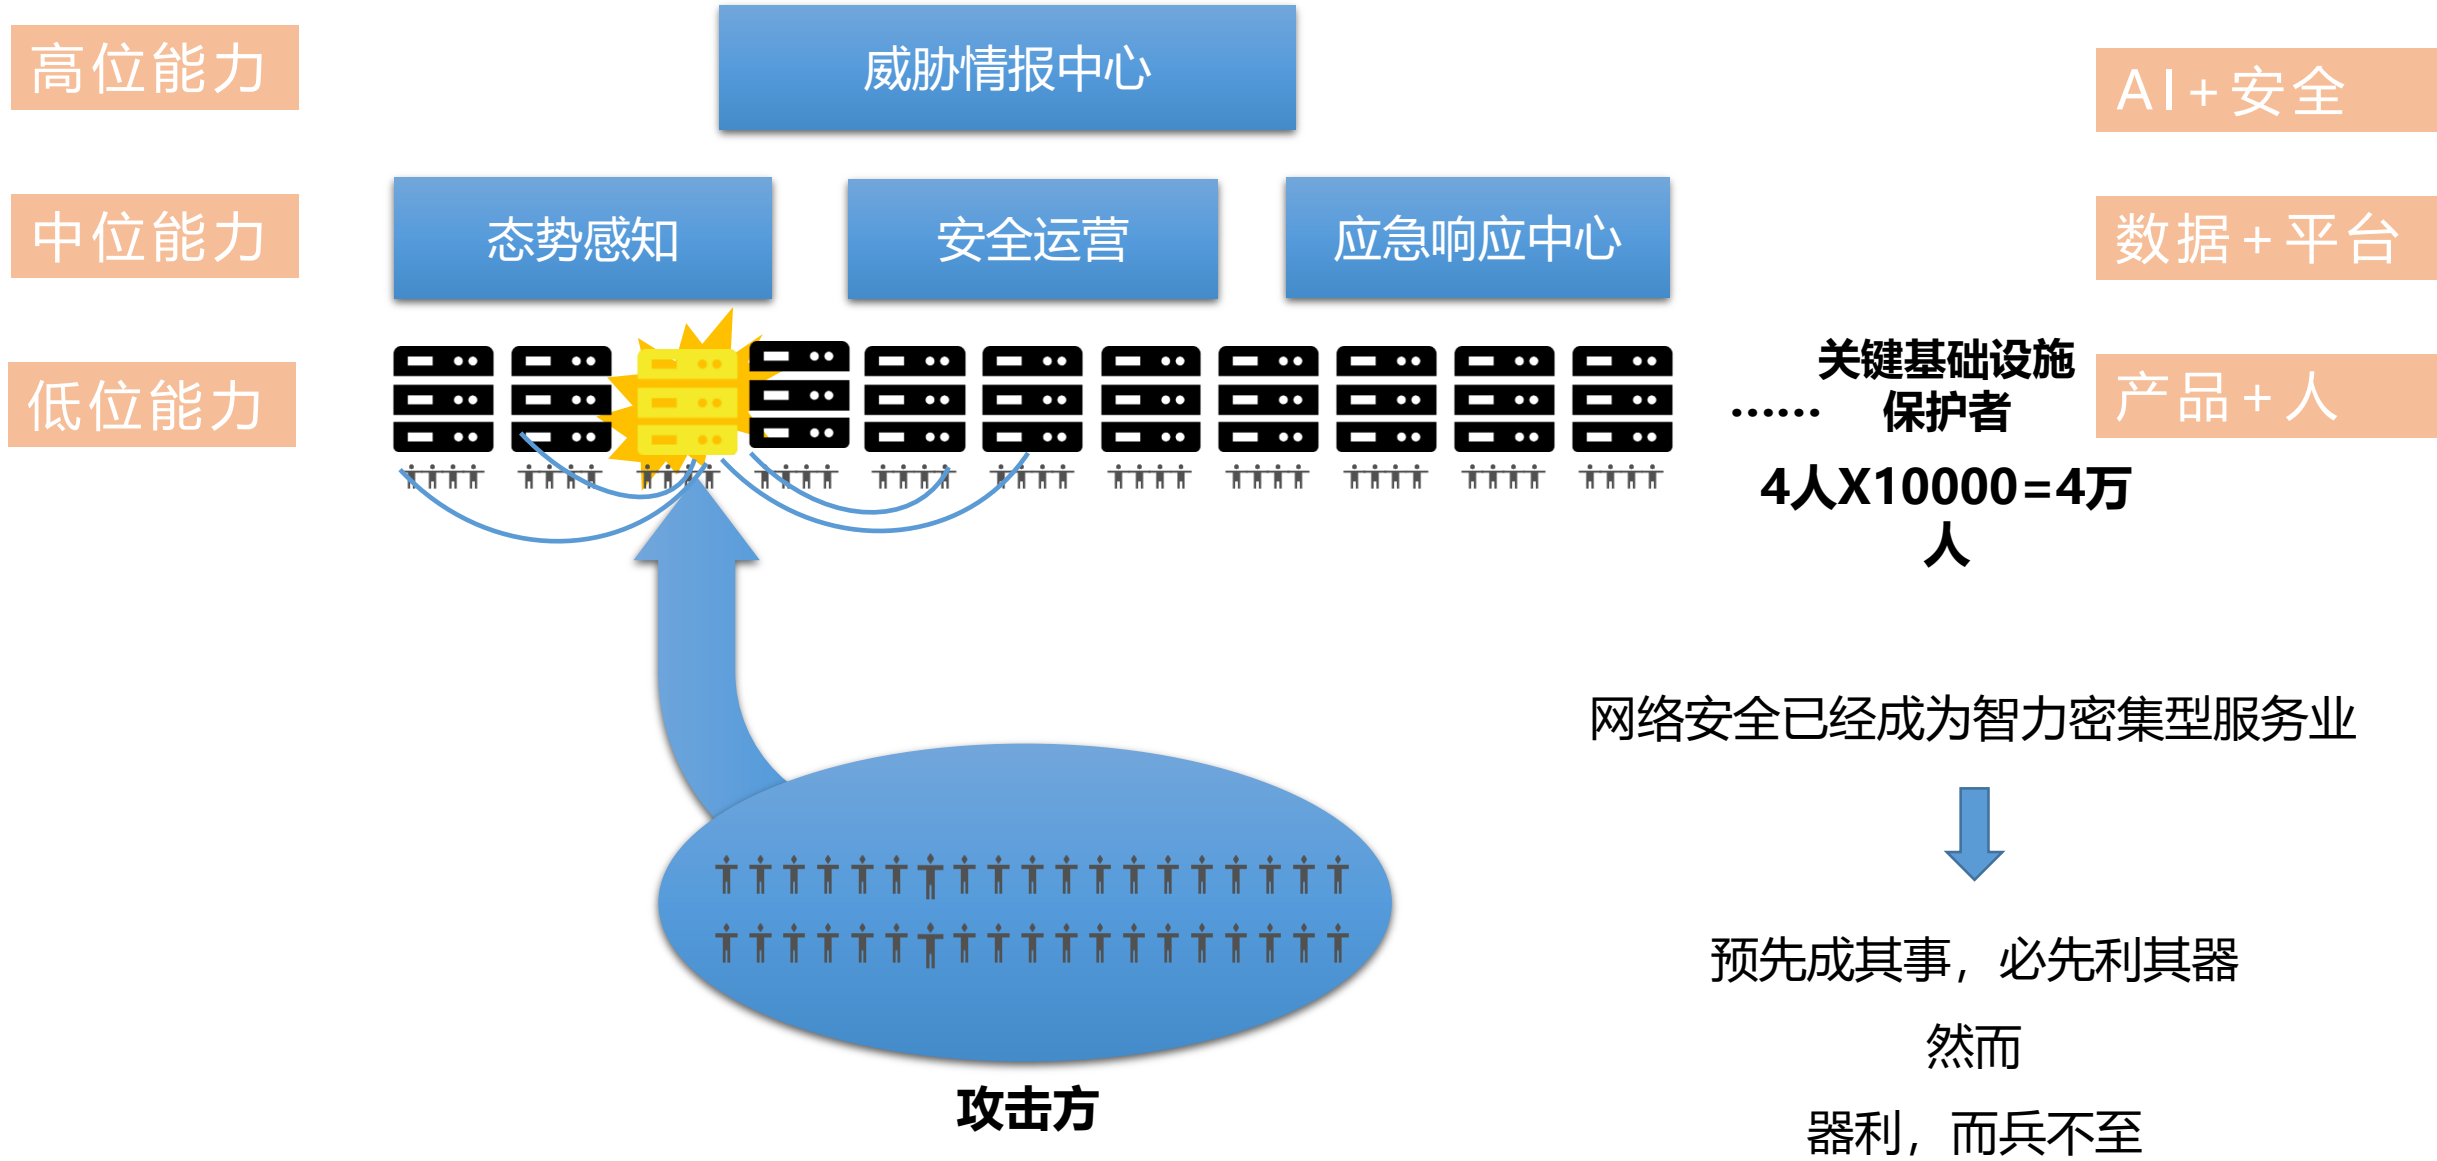 高位能力
威胁情报中心
AI+安全
中位能力
态势感知
安全运营
应急响应中心
数据+平台
低位能力
……
关键基础设施
保护者
产品+人
4人X10000=4万
人
网络安全已经成为智力密集型服务业
预先成其事，必先利其器
然而
器利，而兵不至
攻击方